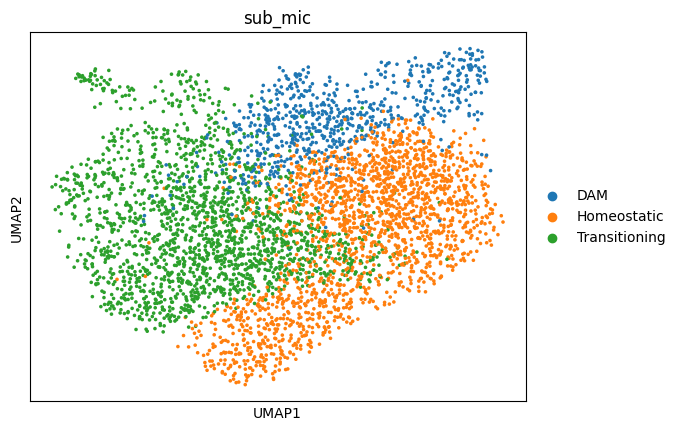 sub_mic
UMAP2
UMAP1
DAM
Homeostatic
Transitioning